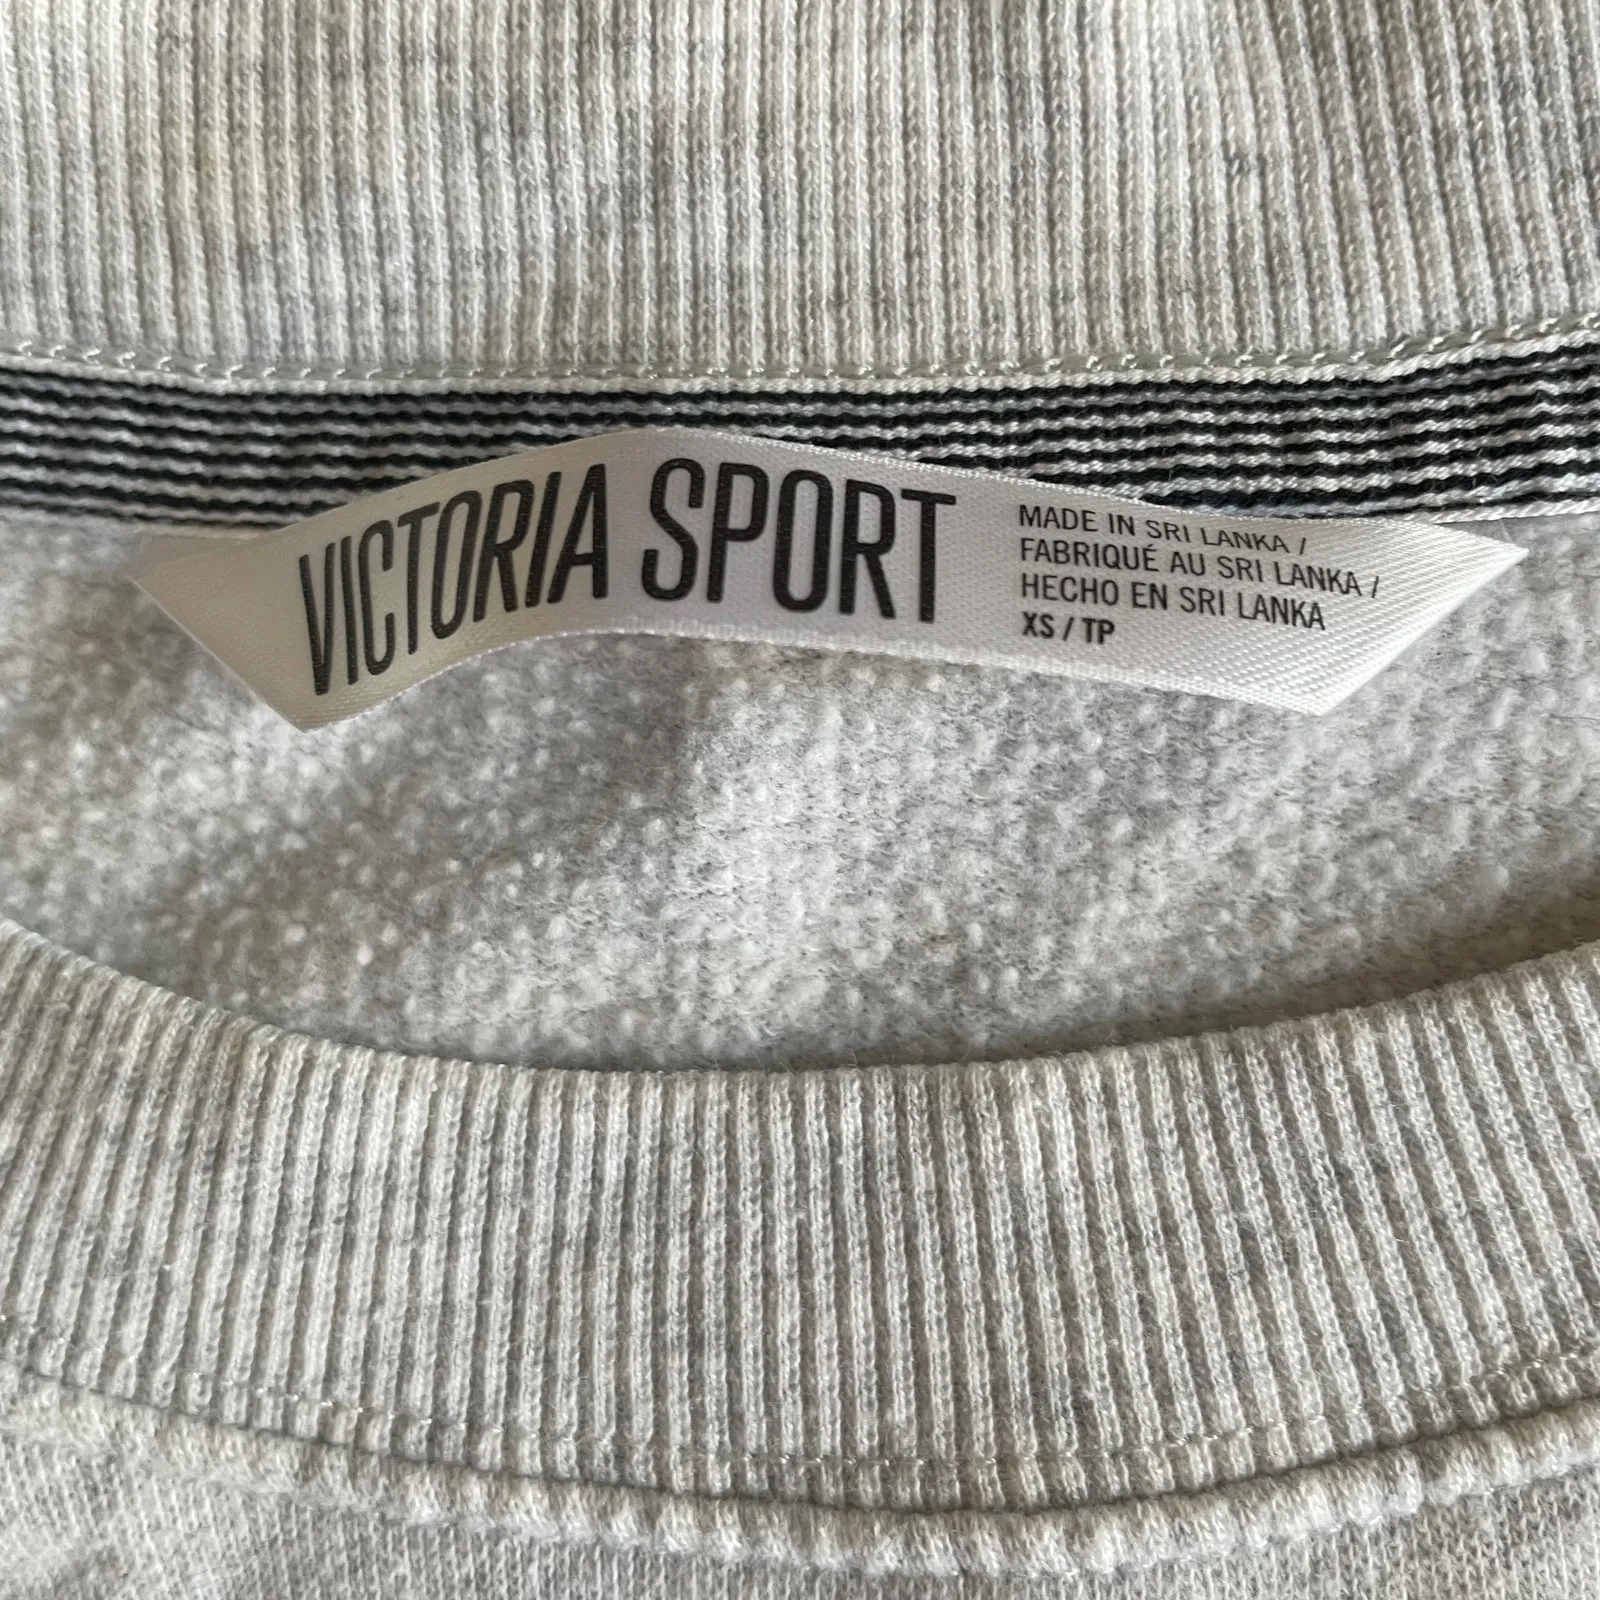 VICTORIA SPORT
MADE IN SRI LANKA /
FABRIQUÉ AU SRI LANKA /
HECHO EN SRI LANKA
XS / TP